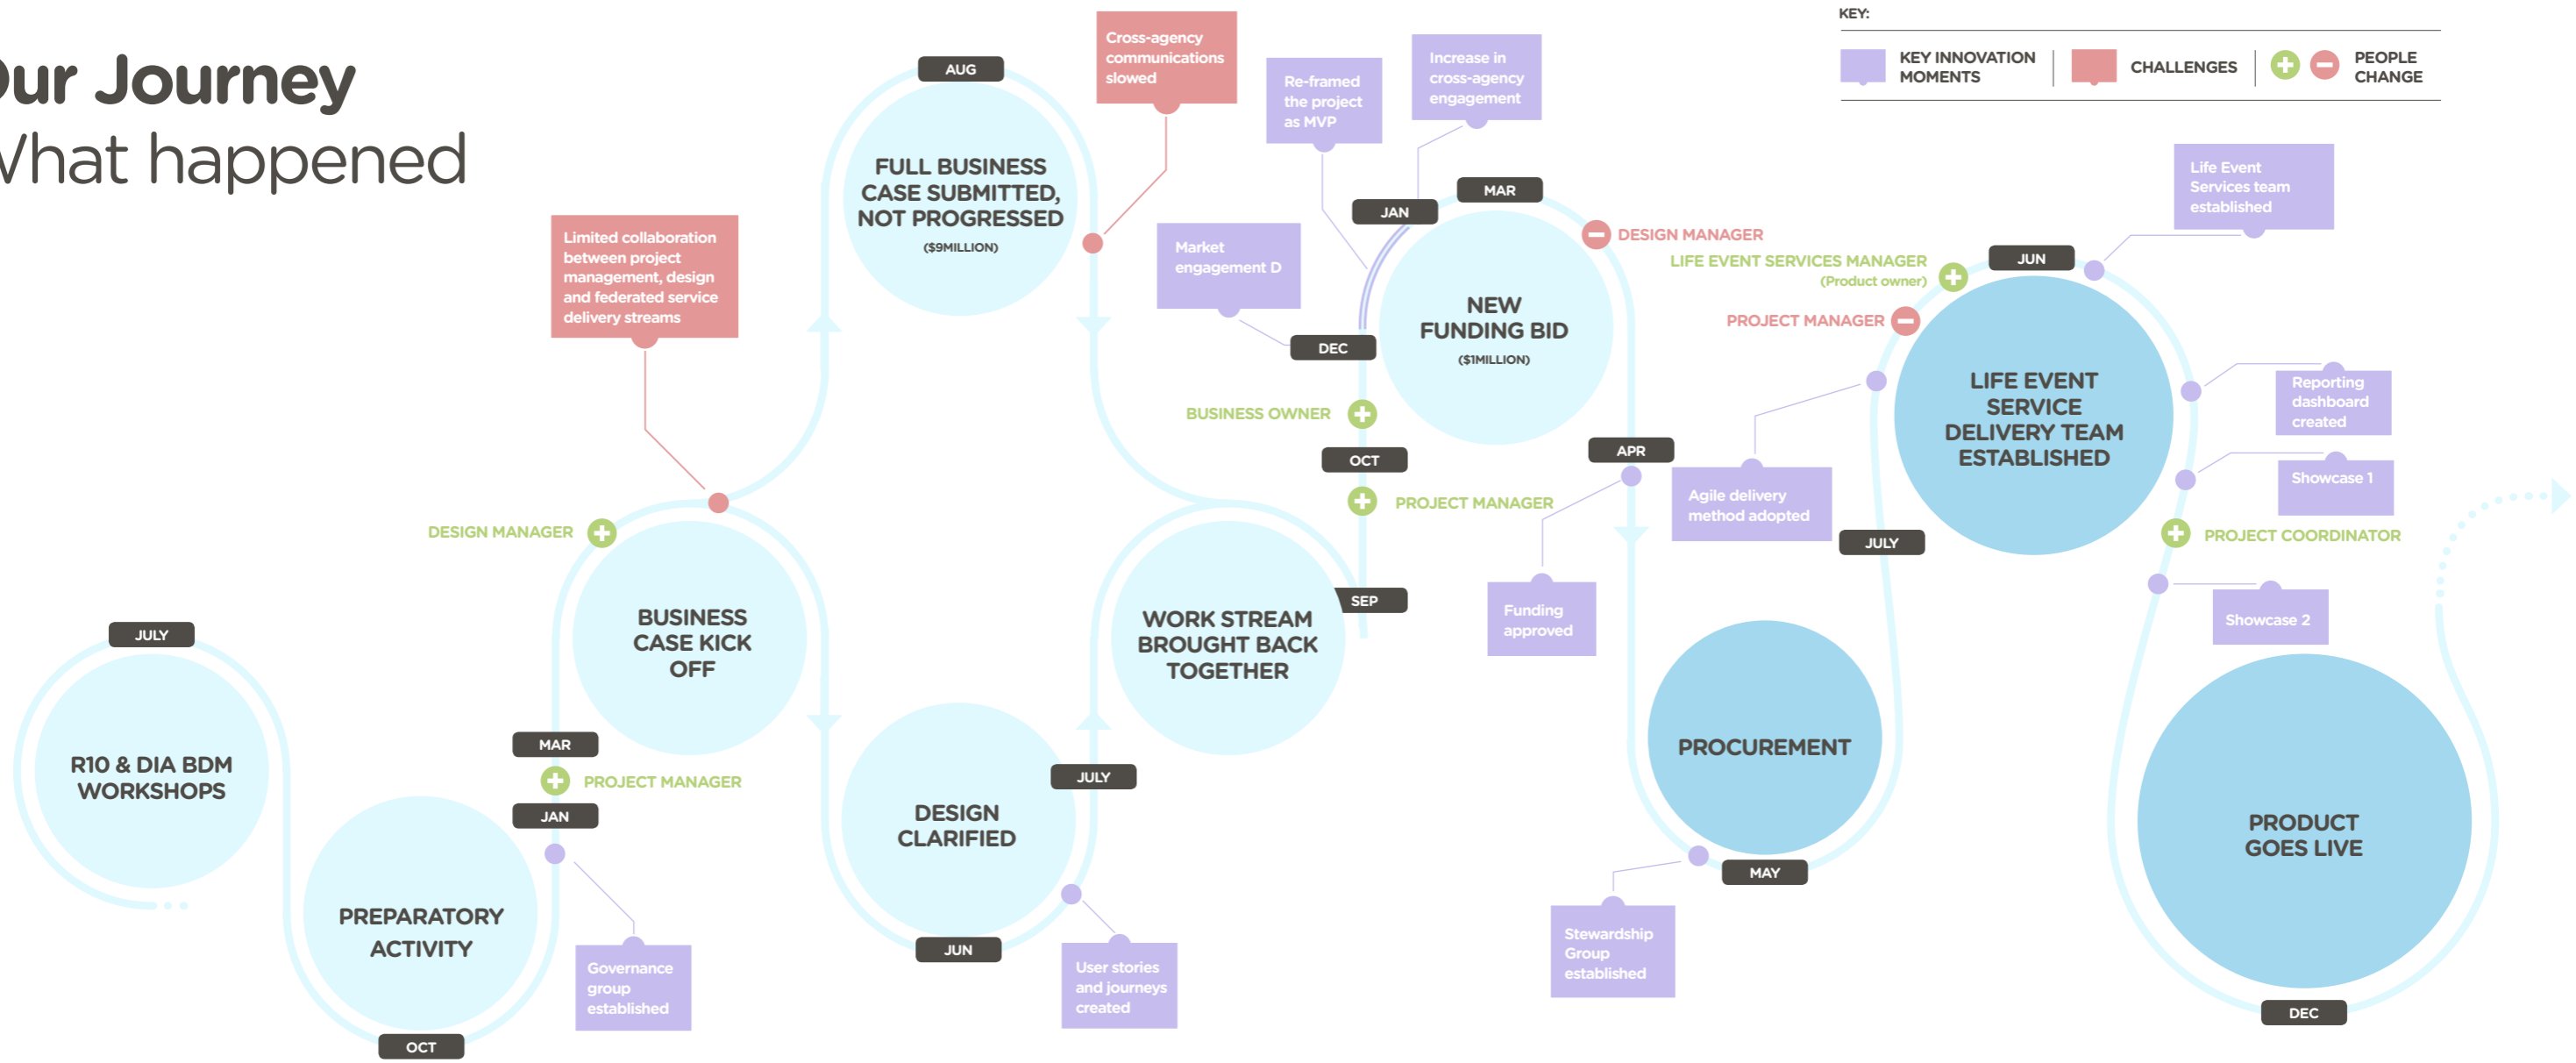 Our Journey
What happened
KEY:
KEY INNOVATION
MOMENTS
CHALLENGES
PEOPLE
CHANGE
JULY
R10 & DIA BDM
WORKSHOPS
PREPARATORY
ACTIVITY
OCT
Governance
group
established
JAN
PROJECT MANAGER
MAR
DESIGN MANAGER
BUSINESS
CASE KICK
OFF
Limited collaboration
between project
management, design
and federated service
delivery streams
AUG
FULL BUSINESS
CASE SUBMITTED,
NOT PROGRESSED
($9MILLION)
Cross-agency
communications
slowed
DESIGN
CLARIFIED
JUN
User stories
and journeys
created
JULY
WORK STREAM
BROUGHT BACK
TOGETHER
SEP
PROJECT MANAGER
OCT
BUSINESS OWNER
DEC
Market
engagement D
Re-framed
the project
as MVP
Increase in
cross-agency
engagement
JAN
MAR
NEW
FUNDING BID
($1MILLION)
DESIGN MANAGER
APR
Funding
approved
PROCUREMENT
Stewardship
Group
established
MAY
JULY
Agile delivery
method adopted
PROJECT MANAGER
LIFE EVENT SERVICES MANAGER
(Product owner)
JUN
LIFE EVENT
SERVICE
DELIVERY TEAM
ESTABLISHED
Life Event
Services team
established
Reporting
dashboard
created
Showcase 1
PROJECT COORDINATOR
Showcase 2
PRODUCT
GOES LIVE
DEC